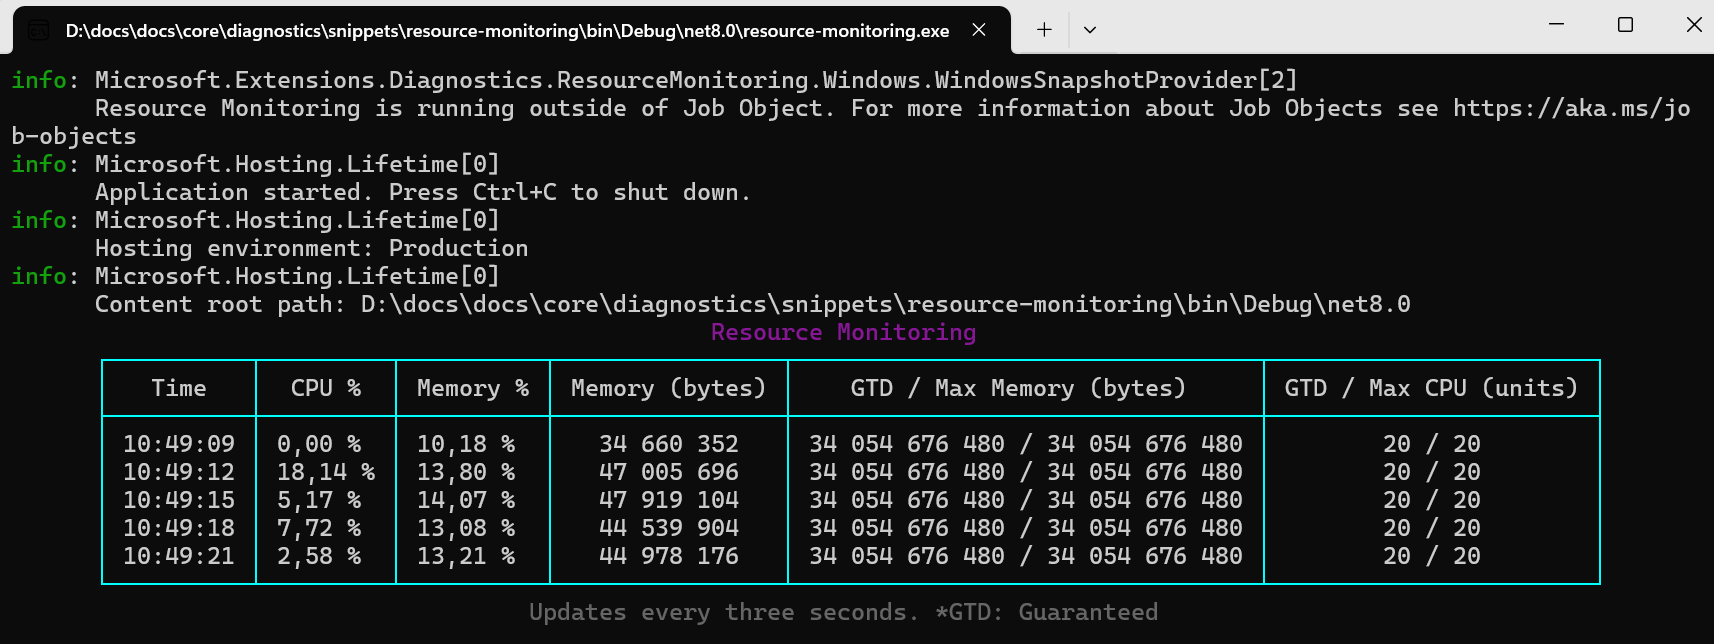 D:\docs\docs\core\diagnostics\snippets\resource-monitoring\bin\Debug\net8.0\resource-monitoring.exe
info: Microsoft.Extensions.Diagnostics.ResourceMonitoring.Windows.WindowsSnapshotProvider[2]
Resource Monitoring is running outside of Job Object. For more information about Job Objects see https://aka.ms/jo
b-objects
info: Microsoft.Hosting.Lifetime[0]
Application started. Press Ctrl+C to shut down.
info: Microsoft.Hosting.Lifetime[0]
Hosting environment: Production
info: Microsoft.Hosting.Lifetime[0]
Content root path: D:\docs\docs\core\diagnostics\snippets\resource-monitoring\bin\Debug\net8.0
Resource Monitoring
Time CPU % Memory % Memory (bytes) GTD / Max Memory (bytes) GTD / Max CPU (units)
10:49:09 0,00 % 10,18 % 34 660 352 34 054 676 480 / 34 054 676 480 20 / 20
10:49:12 18,14 % 13,80 % 47 005 696 34 054 676 480 / 34 054 676 480 20 / 20
10:49:15 5,17 % 14,07 % 47 919 104 34 054 676 480 / 34 054 676 480 20 / 20
10:49:18 7,72 % 13,08 % 44 539 904 34 054 676 480 / 34 054 676 480 20 / 20
10:49:21 2,58 % 13,21 % 44 978 176 34 054 676 480 / 34 054 676 480 20 / 20
Updates every three seconds. *GTD: Guaranteed